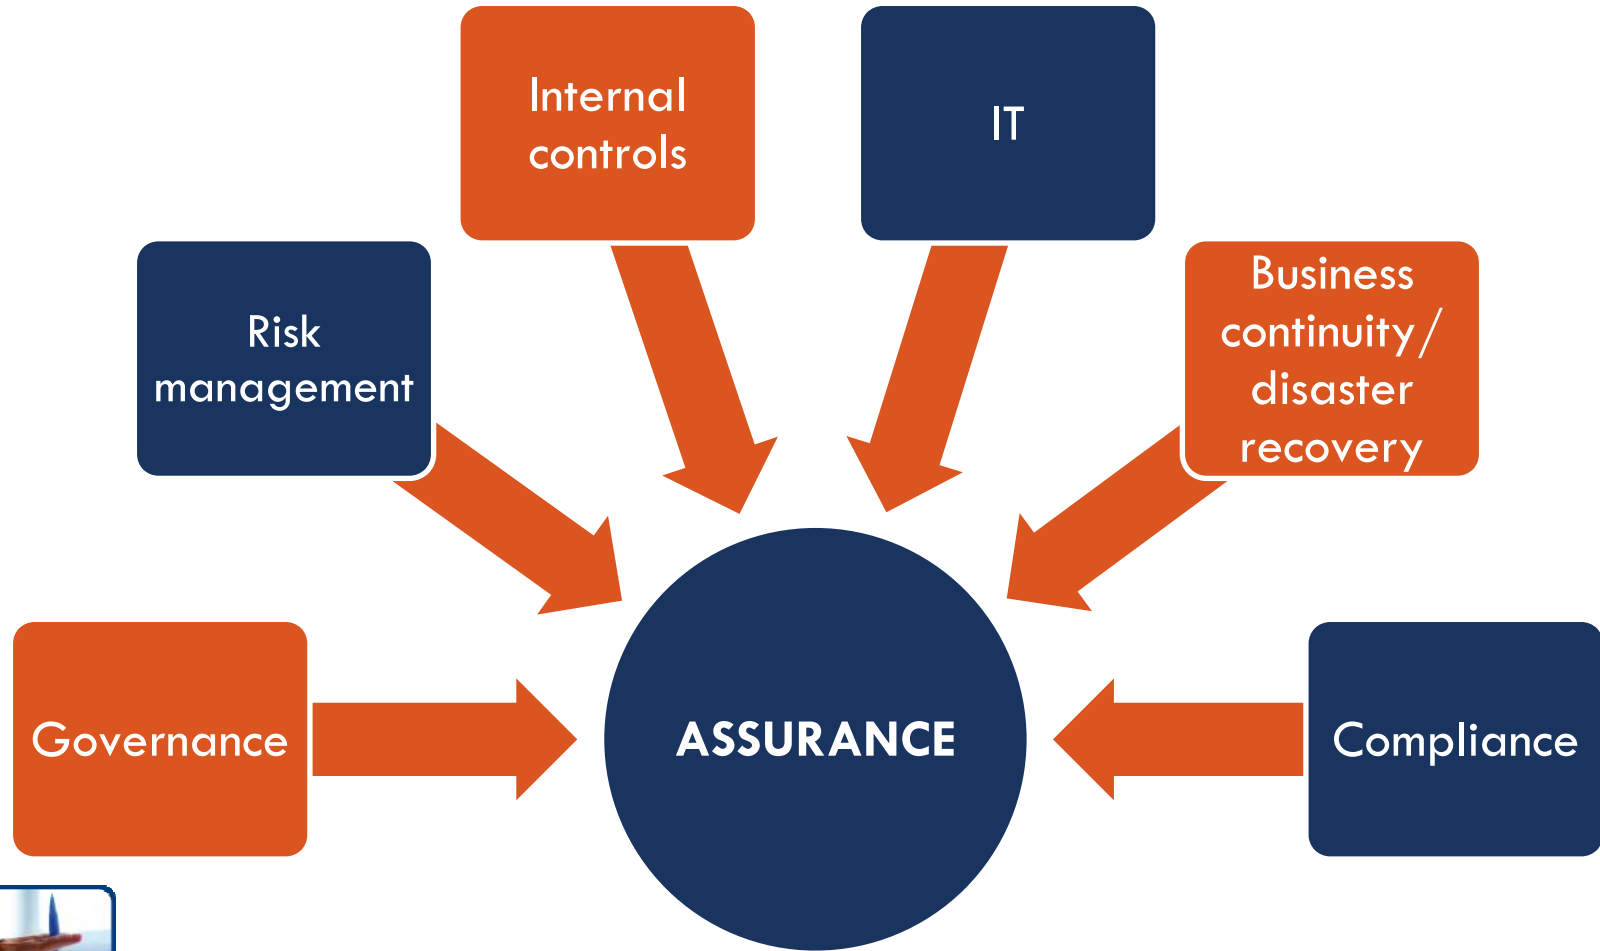 Internal
controls
IT
Risk
management
Business
continuity/
disaster
recovery
Governance
ASSURANCE
Compliance